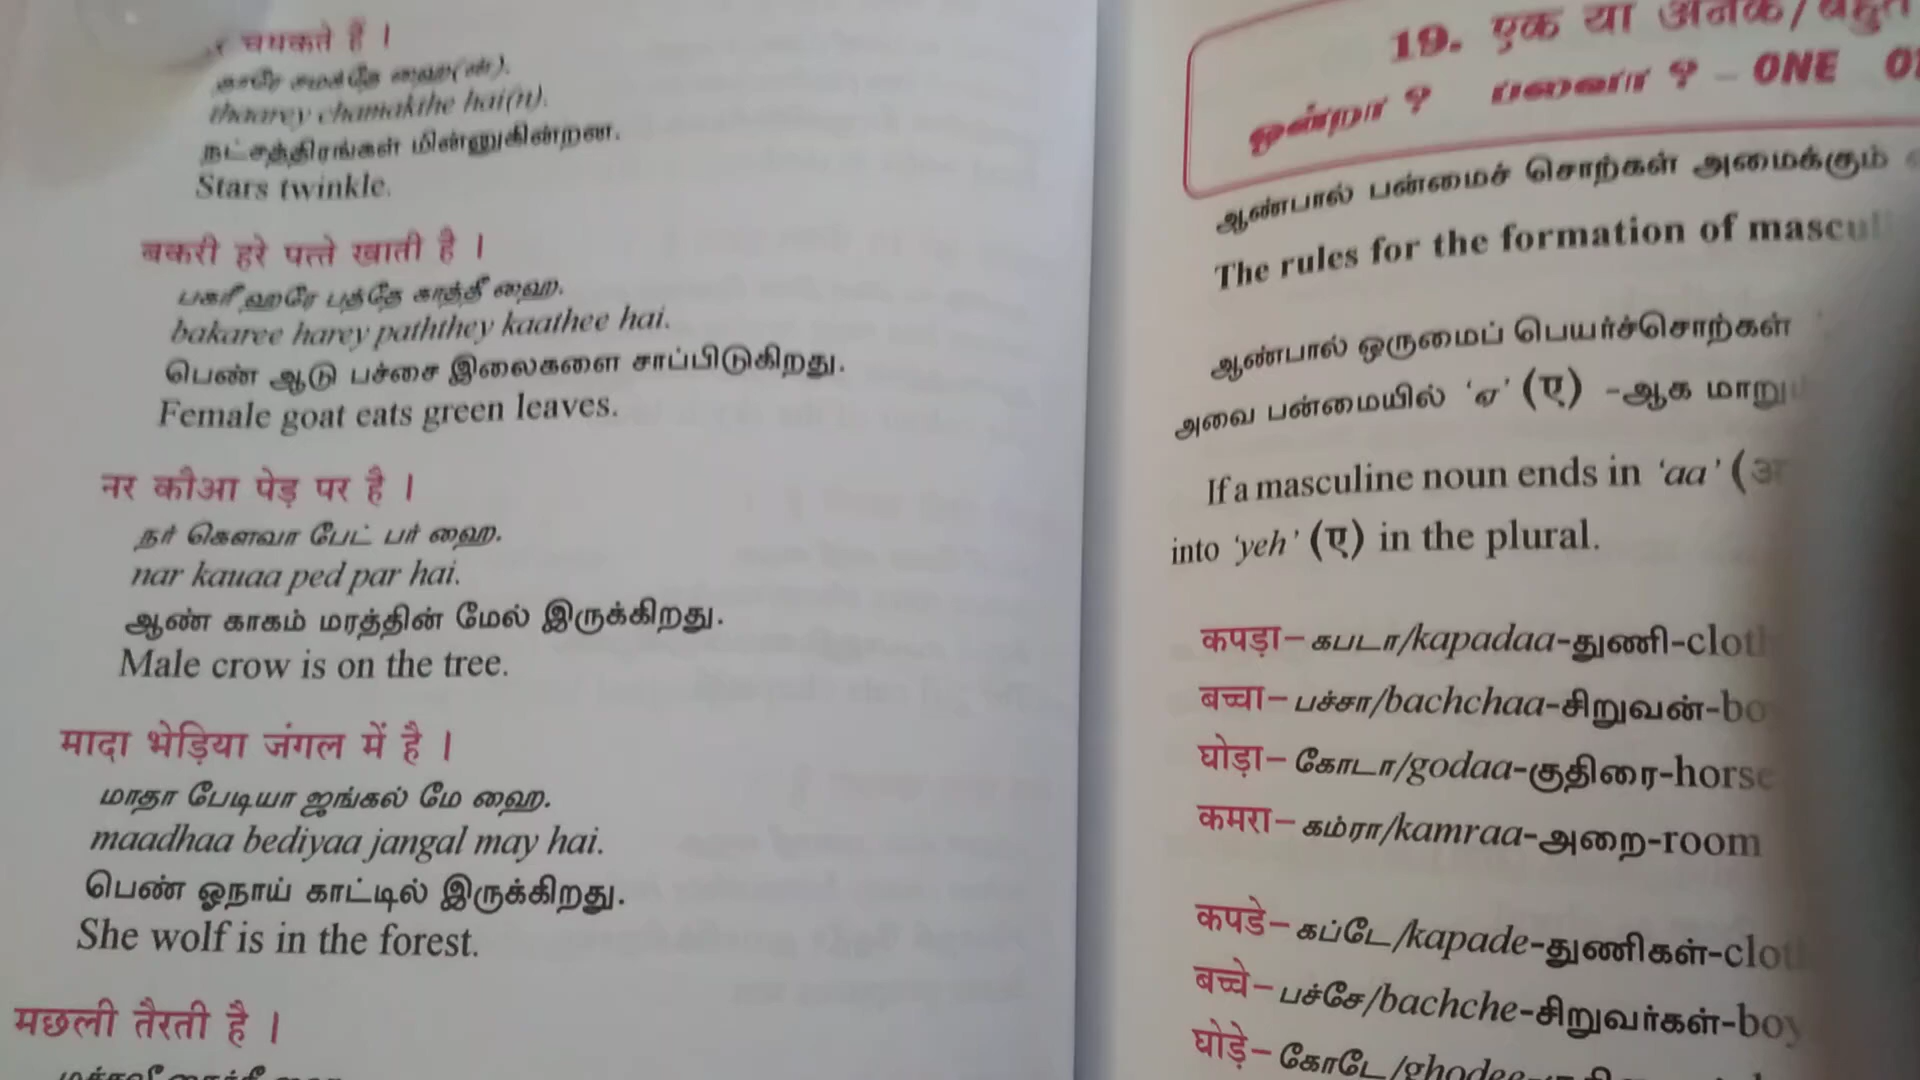 चमकते हैं ।
தாரே சமக்தே ஹை(ன்).
thaarey chamakthe hai(n).
நட்சத்திரங்கள் மின்னுகின்றன.
Stars twinkle.
बकरी हरे पत्ते खाती है ।
பகரீ ஹரே பத்தே காத்தீ ஹை.
bakaree harey paththey kaathee hai.
பெண் ஆடு பச்சை இலைகளை சாப்பிடுகிறது.
Female goat eats green leaves.
नर कौआ पेड़ पर है ।
நர் கௌவா பேட் பர் ஹை.
nar kauaa ped par hai.
ஆண் காகம் மரத்தின் மேல் இருக்கிறது.
Male crow is on the tree.
मादा भेड़िया जंगल में है ।
மாதா பேடியா ஜங்கல் மே ஹை.
maadhaa bediyaa jangal may hai.
பெண் ஓநாய் காட்டில் இருக்கிறது.
She wolf is in the forest.
मछली तैरती है ।
19. एक या अनेक/बहुत
ஒன்றா ? பலவா ? – ONE
ஆண்பால் பன்மைச் சொற்கள் அமைக்கும்
The rules for the formation of mascul
ஆண்பால் ஒருமைப் பெயர்ச்சொற்கள்
அவை பன்மையில் ‘ஏ’ (ए) -ஆக மாறு
If a masculine noun ends in ‘aa’ (
into ‘yeh’ (ए) in the plural.
कपड़ा– கபடா/kapadaa-துணி-cloth
बच्चा– பச்சா/bachchaa-சிறுவன்-bo
घोड़ा– கோடா/godaa-குதிரை-horse
कमरा– கம்ரா/kamraa-அறை-room
कपडे– கப்டே/kapade-துணிகள்-clot
बच्चे– பச்சே/bachche-சிறுவர்கள்-boy
घोड़े– கோடே/ghodee